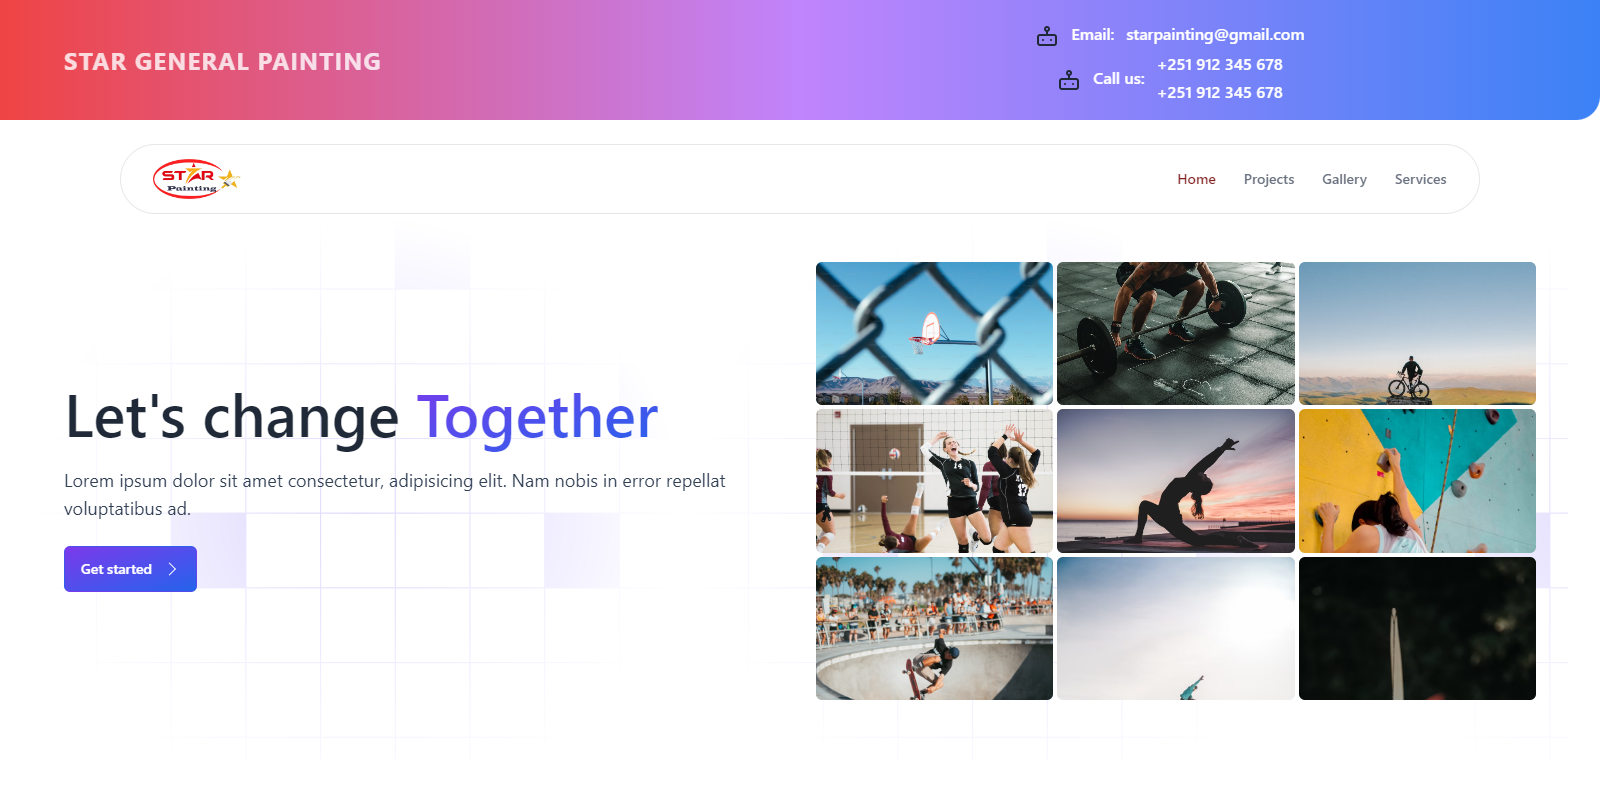 STAR GENERAL PAINTING
Email: starpainting@gmail.com
Call us:
+251 912 345 678
+251 912 345 678
STAR
Painting
Home Projects Gallery Services
Let's change Together
Lorem ipsum dolor sit amet consectetur, adipisicing elit. Nam nobis in error repellat
voluptatibus ad.
Get started
14
17